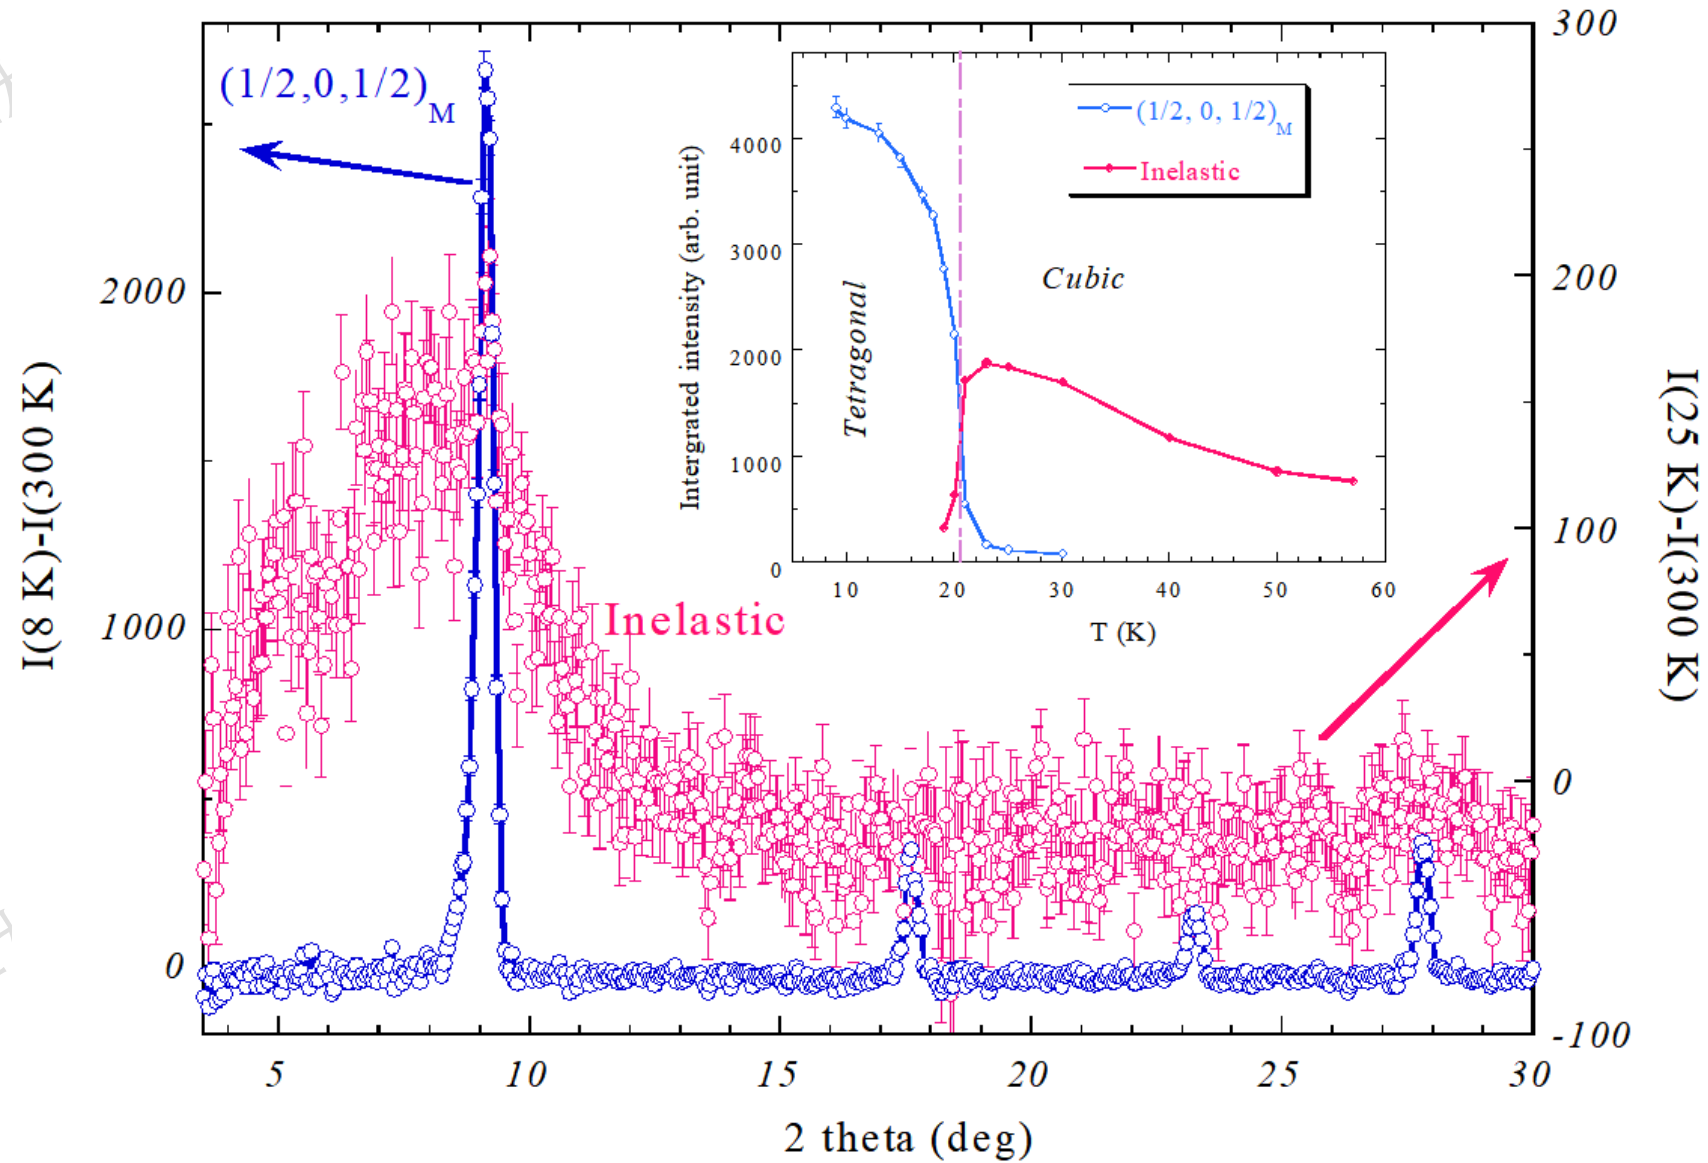 300
(1/2,0,1/2)M
(1/2, 0, 1/2)M
Inelastic
4000
3000
2000
1000
0
Intergrated intensity (arb. unit)
Tetragonal
Cubic
10 20 30 40 50 60
T (K)
200
2000
100
1000
Inelastic
0
0
-100
I(8 K)-I(300 K)
I(25 K)-I(300 K)
5 10 15 20 25 30
2 theta (deg)